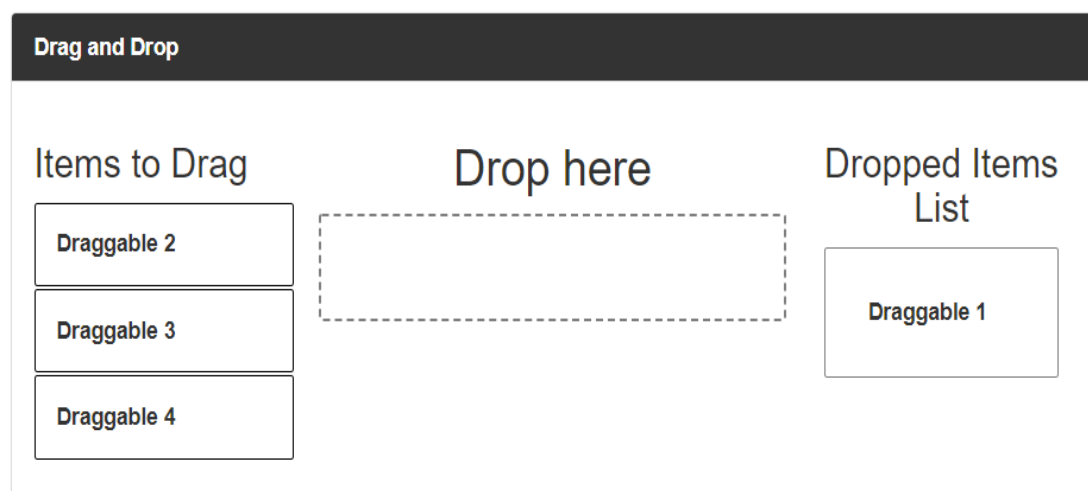 Drag and Drop
Items to Drag
Draggable 2
Draggable 3
Draggable 4
Drop here
Dropped Items
List
Draggable 1